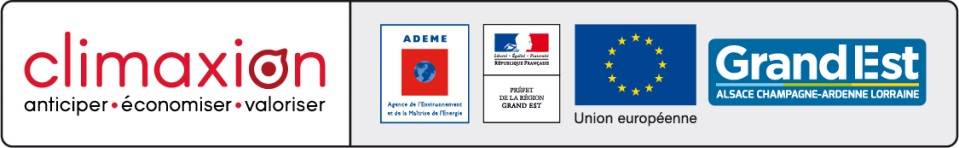 climaxion
anticiper • économiser • valoriser
ADEME
Agence de l'Environnement
et de la Maîtrise de l'Energie
Liberté • Égalité • Fraternité
RÉPUBLIQUE FRANÇAISE
PRÉFET
DE LA RÉGION
GRAND EST
Union européenne
Grand Est
ALSACE CHAMPAGNE-ARDENNE LORRAINE